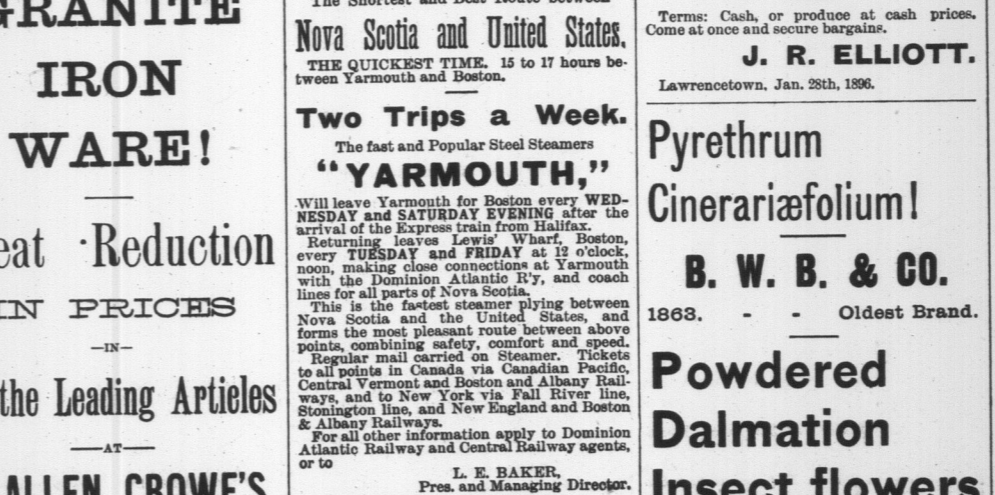 GRANITE
IRON
WARE!
Reduction
IN PRICES
—IN—
the Leading Artieles
—AT—
ALLEN CROWE'S
The Shortest and Best Route between
Nova Scotia and United States.
THE QUICKEST TIME. 15 to 17 hours be-
tween Yarmouth and Boston.
Two Trips a Week.
The fast and Popular Steel Steamers
"YARMOUTH,"
Will leave Yarmouth for Boston every WED-
NESDAY and SATURDAY EVENING after the
arrival of the Express train from Halifax.
Returning leaves Lewis' Wharf, Boston,
every TUESDAY and FRIDAY at 12 o'clock,
noon, making close connections at Yarmouth
with the Dominion Atlantic R'y, and coach
lines for all parts of Nova Scotia.
This is the fastest steamer plying between
Nova Scotia and the United States, and
forms the most pleasant route between above
points, combining safety, comfort and speed.
Regular mail carried on Steamer. Tickets
to all points in Canada via Canadian Pacific,
Central Vermont and Boston and Albany Rail-
ways, and to New York via Fall River line,
Stonington line, and New England and Boston
& Albany Railways.
For all other information apply to Dominion
Atlantic Railway and Central Railway agents,
or to
L. E. BAKER,
Pres. and Managing Director.
Terms: Cash, or produce at cash prices.
Come at once and secure bargains.
J. R. ELLIOTT.
Lawrencetown, Jan. 28th, 1896.
Pyrethrum
Cinerariæfolium!
B. W. B. & CO.
1863. - - Oldest Brand.
Powdered
Dalmation
Insect flowers